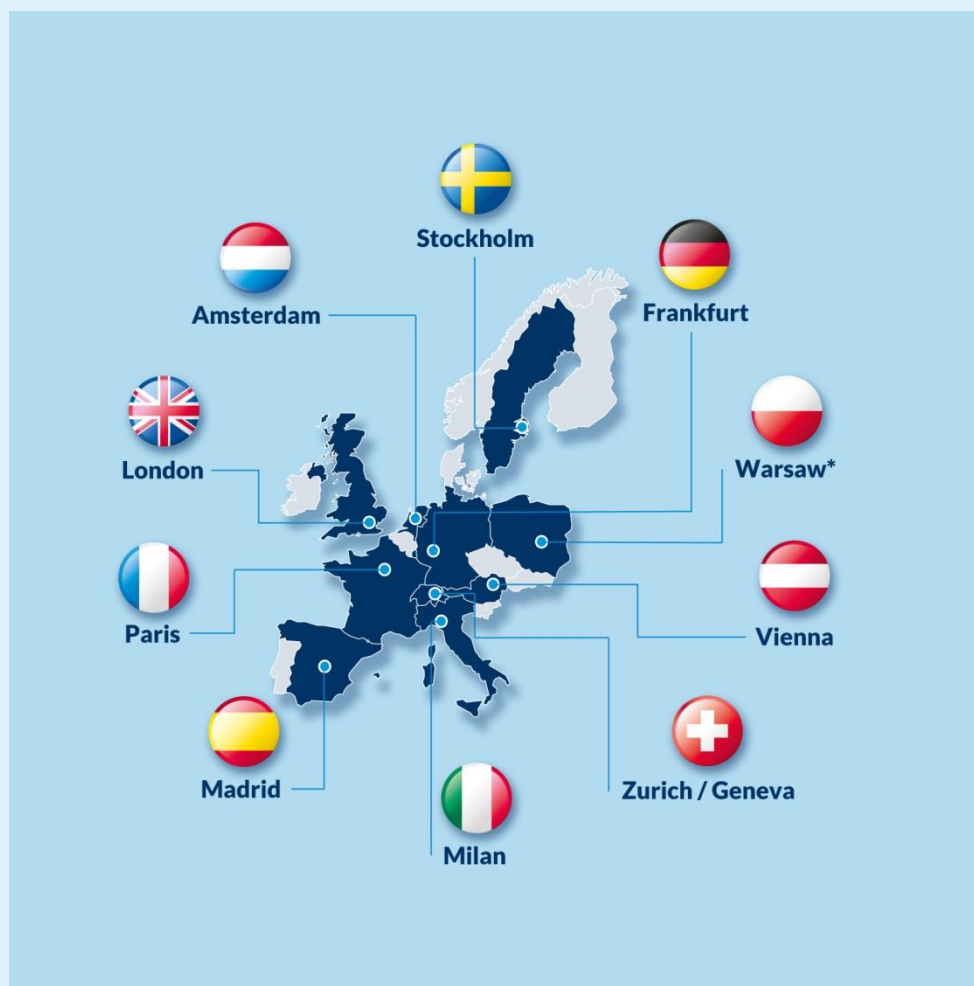 Stockholm
Amsterdam
Frankfurt
London
Warsaw*
Paris
Vienna
Madrid
Zurich / Geneva
Milan